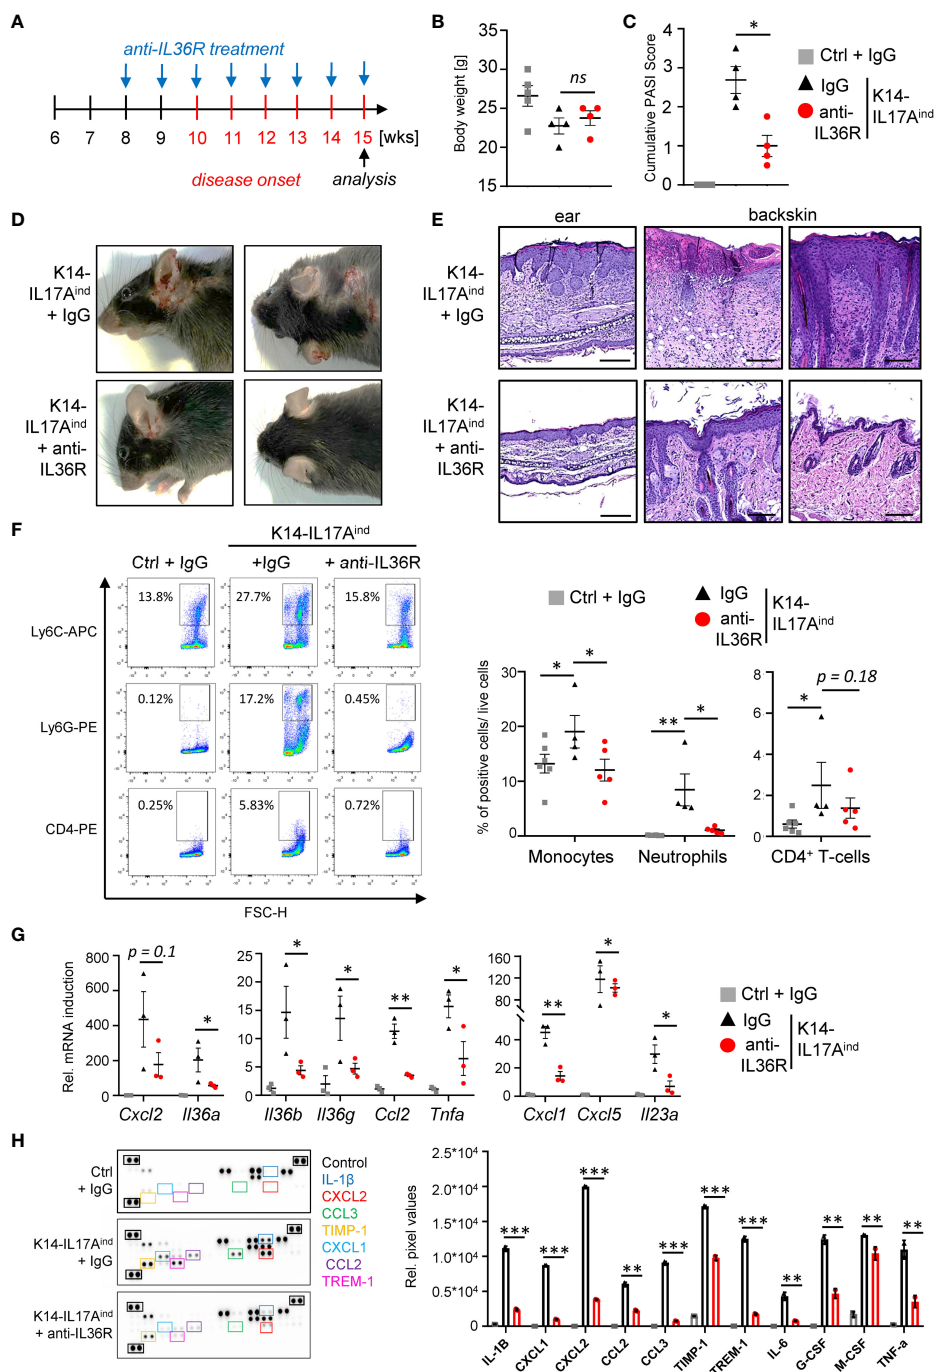 A
anti-IL36R treatment
6 7 8 9 10 11 12 13 14 15 [wks]
disease onset
analysis
B
Body weight [g]
30
25
20
15
ns
C
Cumulative PASI Score
4
3
2
1
0
*
Ctrl + IgG
IgG
anti-IL36R
K14-IL17Aind
D
K14-
IL17Aind
+ IgG
K14-
IL17Aind
+ anti-
IL36R
E
ear
backskin
K14-
IL17Aind
+ IgG
K14-
IL17Aind
+ anti-
IL36R
F
K14-IL17Aind
Ctrl + IgG
+IgG
+ anti-IL36R
Ly6C-APC
13.8%
27.7%
15.8%
Ly6G-PE
0.12%
17.2%
0.45%
CD4-PE
0.25%
5.83%
0.72%
FSC-H
Ctrl + IgG
IgG
anti-
IL36R
K14-
IL17Aind
% of positive cells/ live cells
30
20
10
0
* *
** *
Monocytes
Neutrophils
6
4
2
0
*
p = 0.18
CD4+ T-cells
G
Rel. mRNA induction
800
600
400
200
0
p = 0.1
*
Cxcl2 Il36a
25
20
15
10
5
0
* * ** *
Il36b Il36g Ccl2 Tnfa
160
120
80
60
40
20
0
** * *
Cxcl1 Cxcl5 Il23a
Ctrl + IgG
IgG
anti-
IL36R
K14-
IL17Aind
H
Ctrl
+ IgG
K14-IL17Aind
+ IgG
K14-IL17Aind
+ anti-IL36R
Control
IL-1β
CXCL2
CCL3
TIMP-1
CXCL1
CCL2
TREM-1
Rel. pixel values
2.5*10⁴
2.0*10⁴
1.5*10⁴
1.0*10⁴
0.5*10⁴
0
*** *** *** ** *** *** *** ** ** ** **
IL-1B CXCL1 CXCL2 CCL2 CCL3 TIMP-1 TREM-1 IL-6 G-CSF M-CSF TNF-a